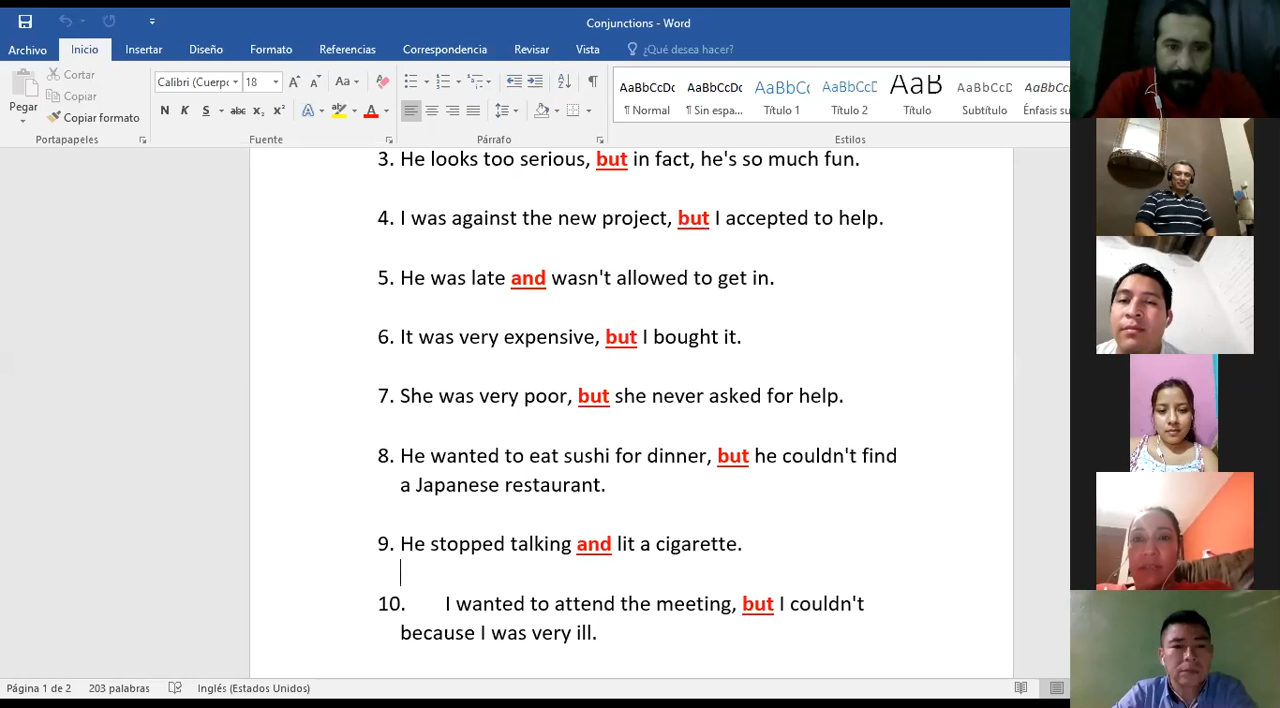 Conjunctions - Word
Archivo Inicio Insertar Diseño Formato Referencias Correspondencia Revisar Vista ¿Qué desea hacer?
Pegar
Cortar
Copiar
Copiar formato
Portapapeles
Calibri (Cuerpo 18
N K S abc
Fuente
Párrafo
AaBbCcDc AaBbCcDc AaBbCc AaBbCcD AaB AaBbCcD AaBbCcD
¶ Normal ¶ Sin espa... Título 1 Título 2 Título Subtítulo Énfasis su
Estilos
3. He looks too serious, but in fact, he's so much fun.
4. I was against the new project, but I accepted to help.
5. He was late and wasn't allowed to get in.
6. It was very expensive, but I bought it.
7. She was very poor, but she never asked for help.
8. He wanted to eat sushi for dinner, but he couldn't find
a Japanese restaurant.
9. He stopped talking and lit a cigarette.
10. I wanted to attend the meeting, but I couldn't
because I was very ill.
Página 1 de 2 203 palabras Inglés (Estados Unidos)